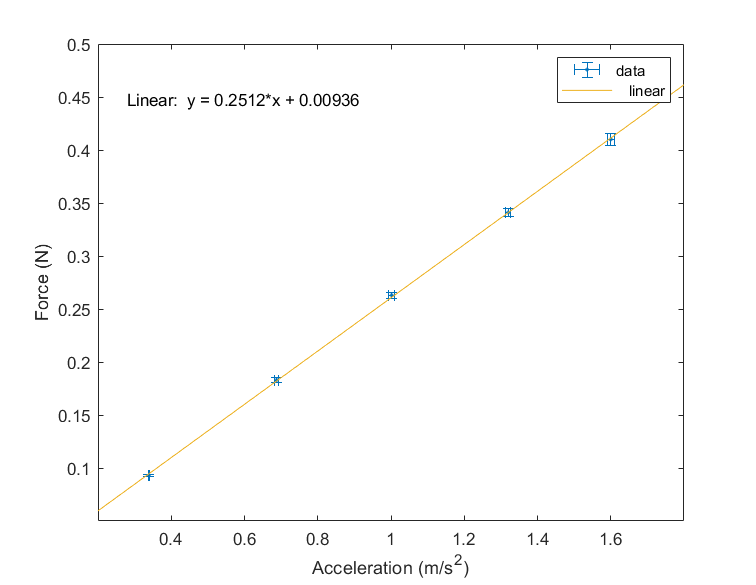 0.5
data
linear
Linear: y = 0.2512*x + 0.00936
0.45
0.4
0.35
0.3
0.25
0.2
0.15
0.1
Force (N)
0.4 0.6 0.8 1 1.2 1.4 1.6
Acceleration (m/s²)